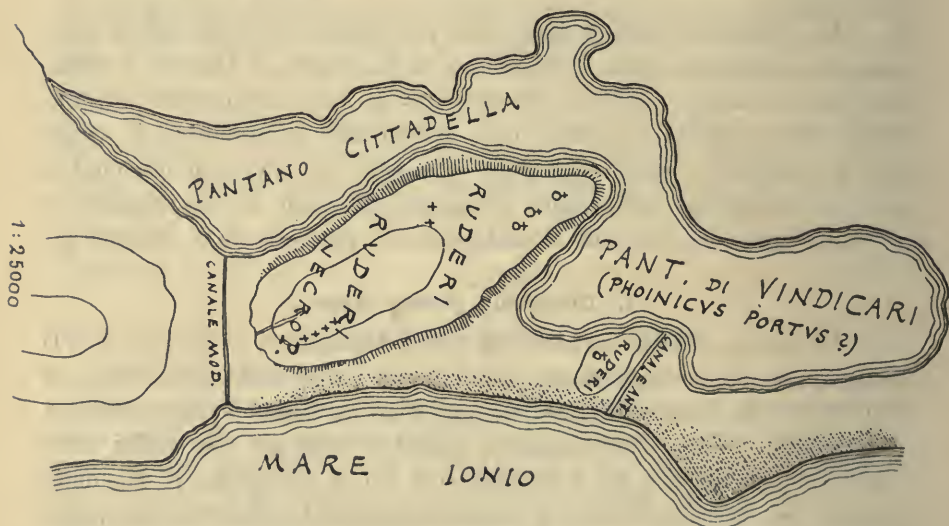 PANTANO CITTADELLA
RUDERI
RUDERI
NECROP.
CANALE MOD.
1:25000
PANT. DI VINDICARI
(PHOINICVS PORTVS?)
RUDERI
CANALE ANT.
MARE IONIO